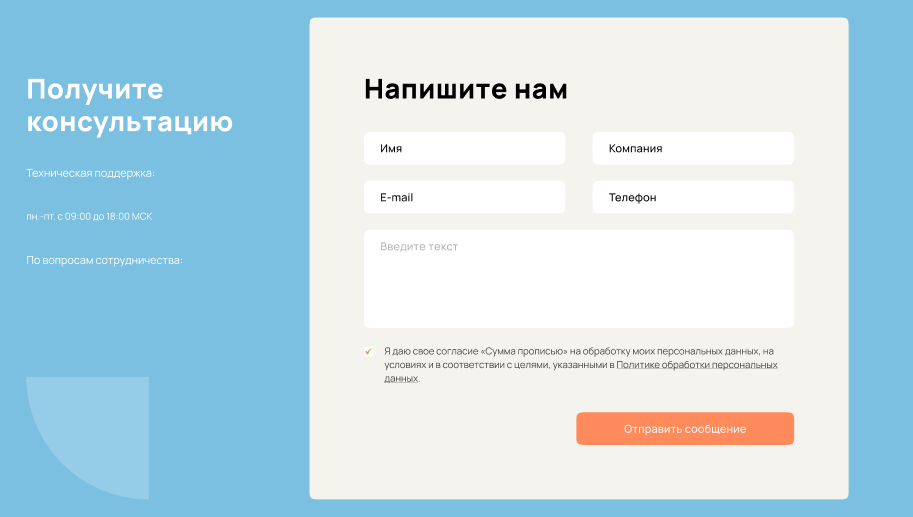 Получите
консультацию
Техническая поддержка:
пн.-пт. с 09:00 до 18:00 МСК
По вопросам сотрудничества:
Напишите нам
Имя
Компания
E-mail
Телефон
Введите текст
Я даю свое согласие «Сумма прописью» на обработку моих персональных данных, на
условиях и в соответствии с целями, указанными в Политике обработки персональных
данных.
Отправить сообщение